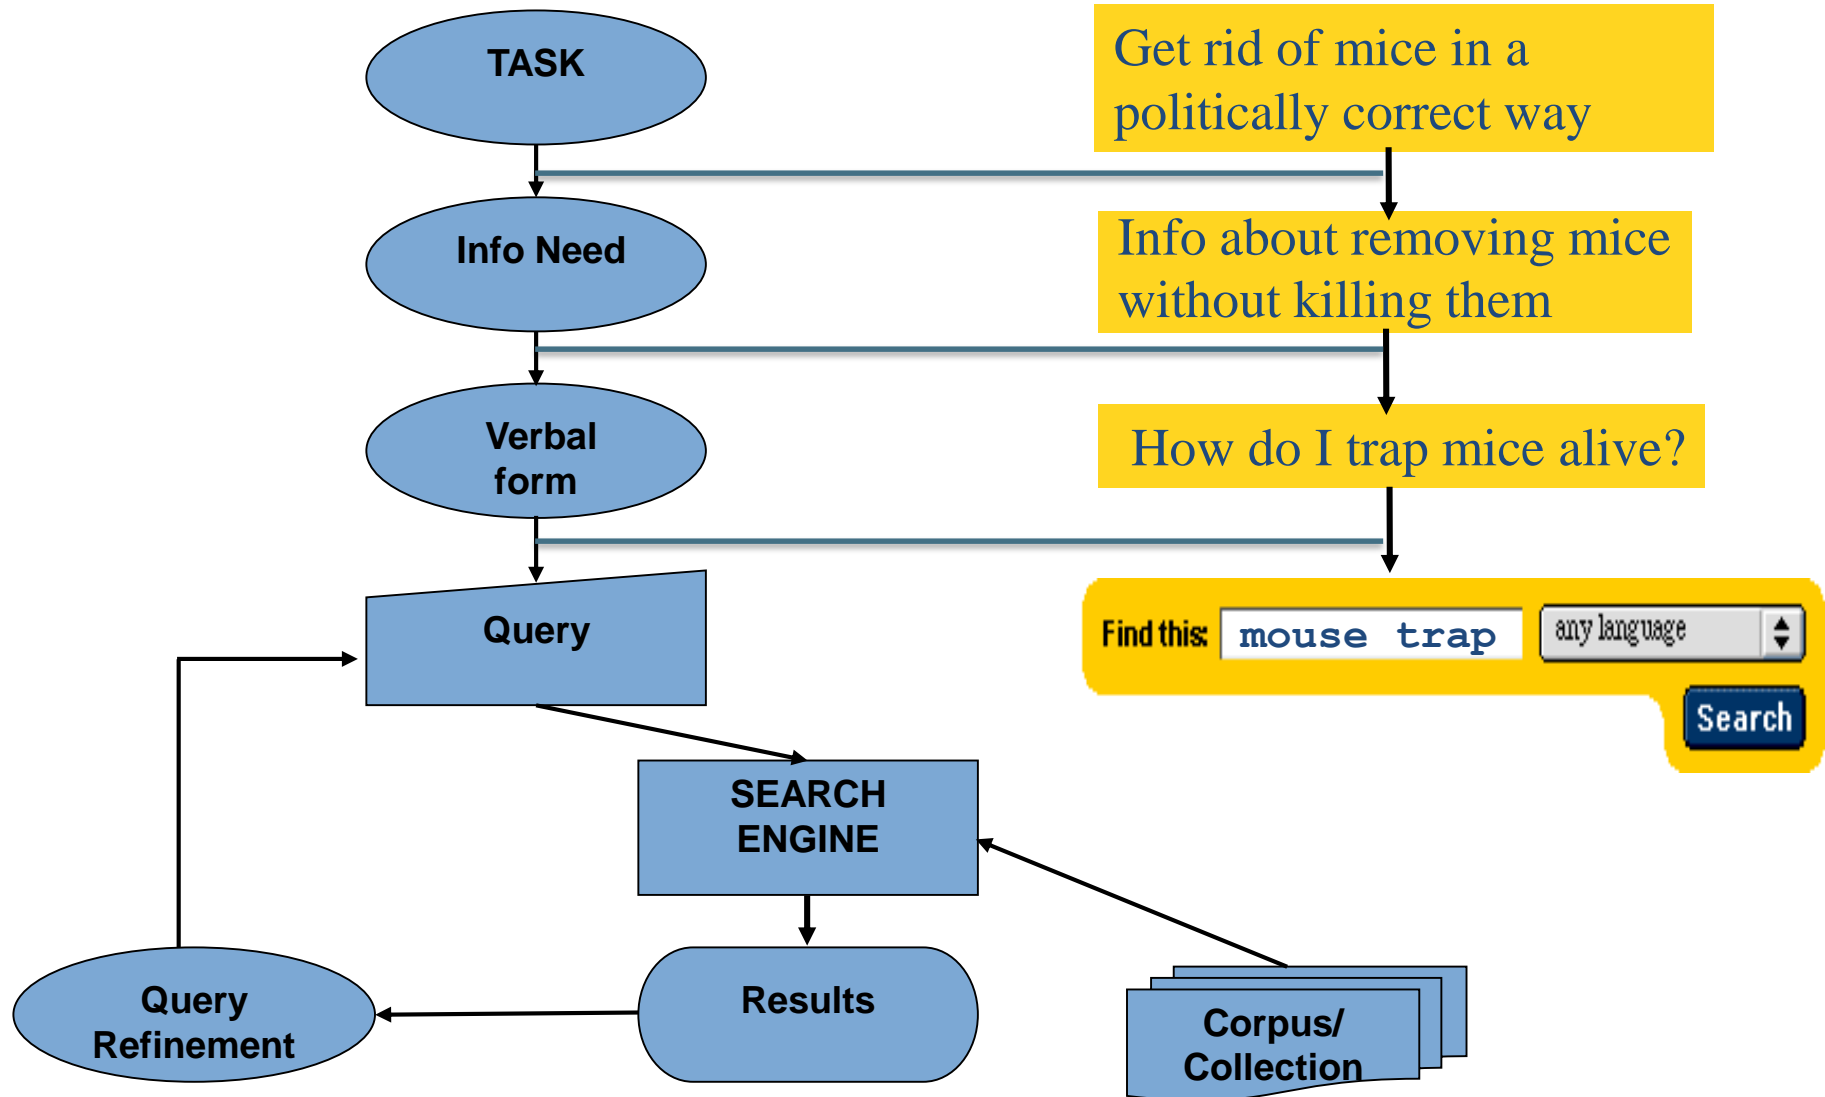 TASK
Get rid of mice in a
politically correct way
Info Need
Info about removing mice
without killing them
Verbal
form
How do I trap mice alive?
Query
Find this: mouse trap any language
Search
SEARCH
ENGINE
Results
Query
Refinement
Corpus/
Collection